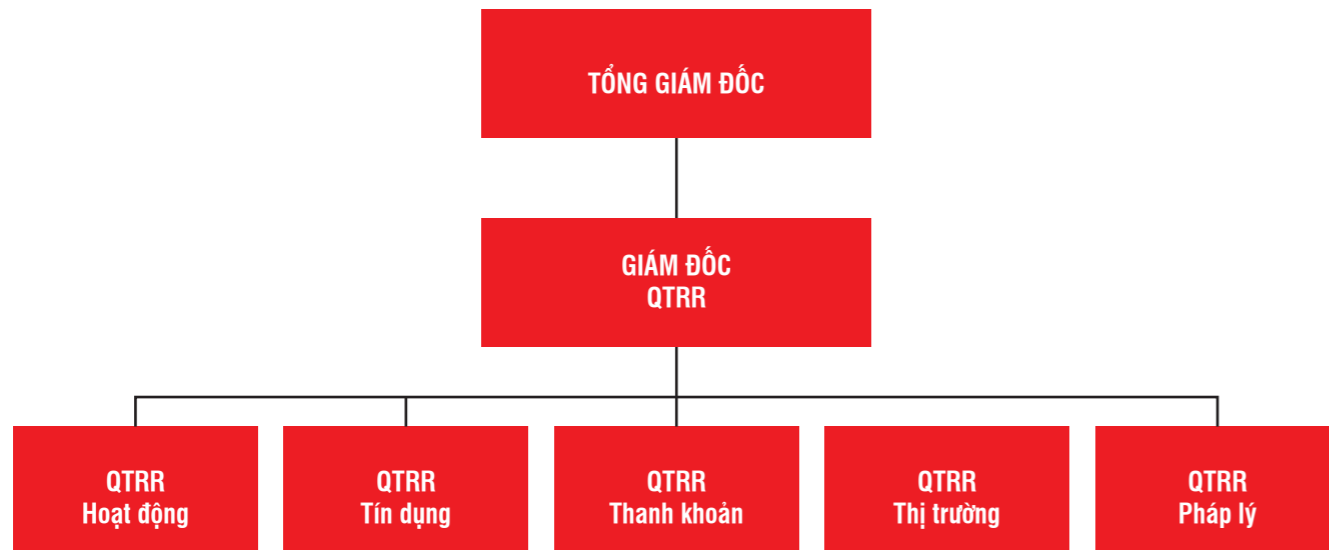 TỔNG GIÁM ĐỐC
GIÁM ĐỐC
QTRR
QTRR
Hoạt động
QTRR
Tín dụng
QTRR
Thanh khoản
QTRR
Thị trường
QTRR
Pháp lý